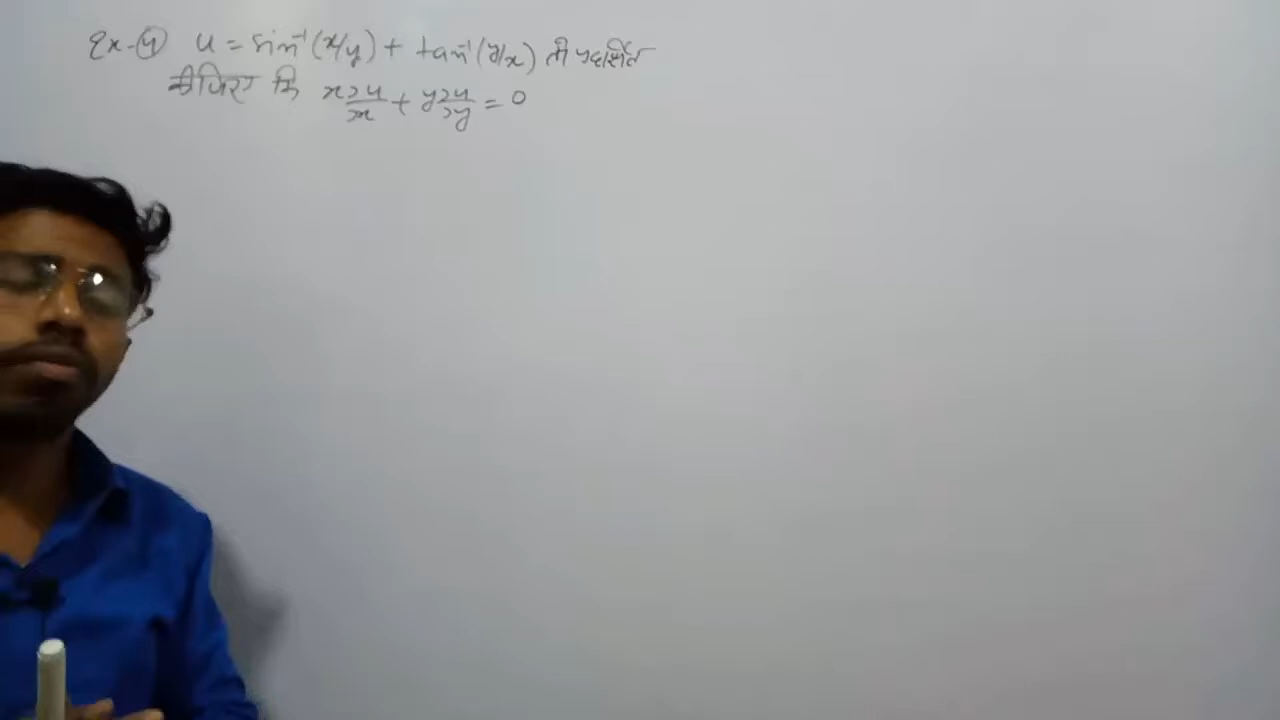 Ex-④ u = sin⁻¹(x/y) + tan⁻¹(y/x) तो प्रदर्शित
कीजिए कि x ∂u/∂x + y ∂u/∂y = 0